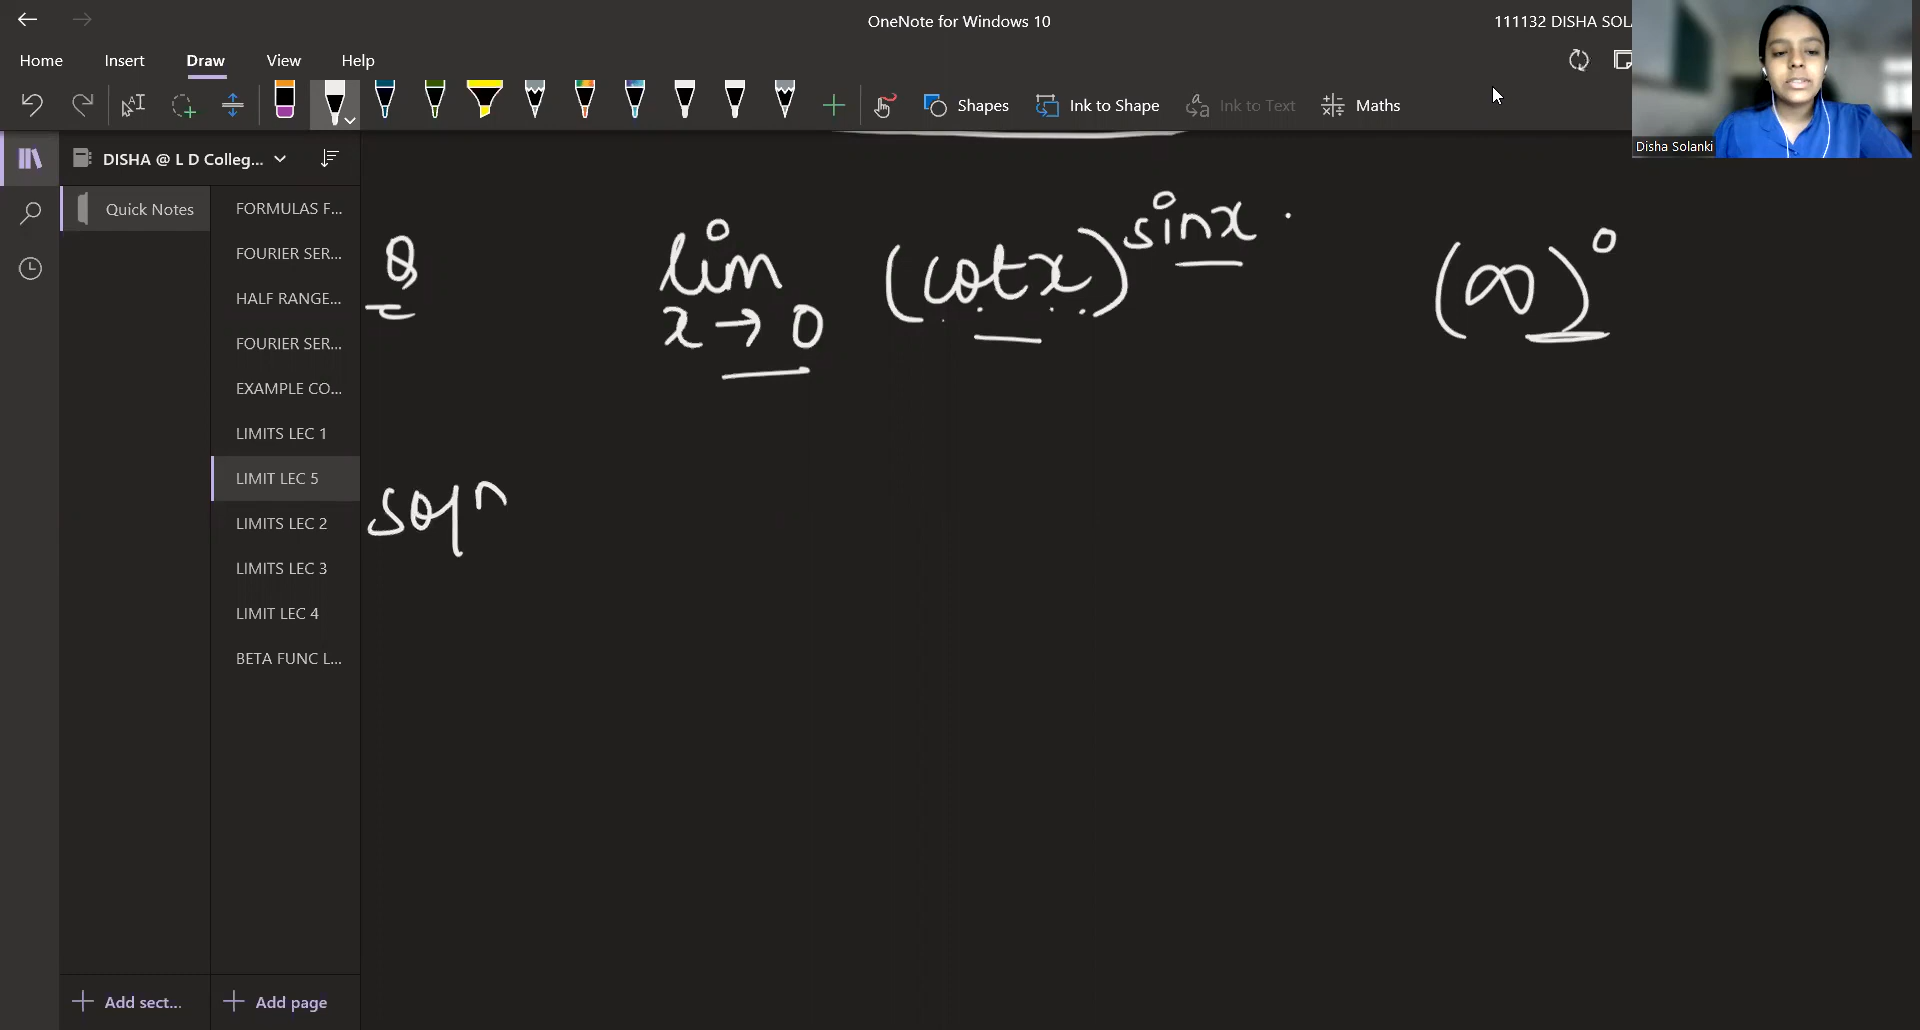 OneNote for Windows 10
111132 DISHA SOLA
Home Insert Draw View Help
Shapes Ink to Shape Ink to Text Maths
Disha Solanki
DISHA @ L D Colleg...
Quick Notes
FORMULAS F...
FOURIER SER...
HALF RANGE...
FOURIER SER...
EXAMPLE CO...
LIMITS LEC 1
LIMIT LEC 5
LIMITS LEC 2
LIMITS LEC 3
LIMIT LEC 4
BETA FUNC L...
Add sect...
Add page
Q lim (cot x)^sinx . (∞)^0
x → 0
sol^n